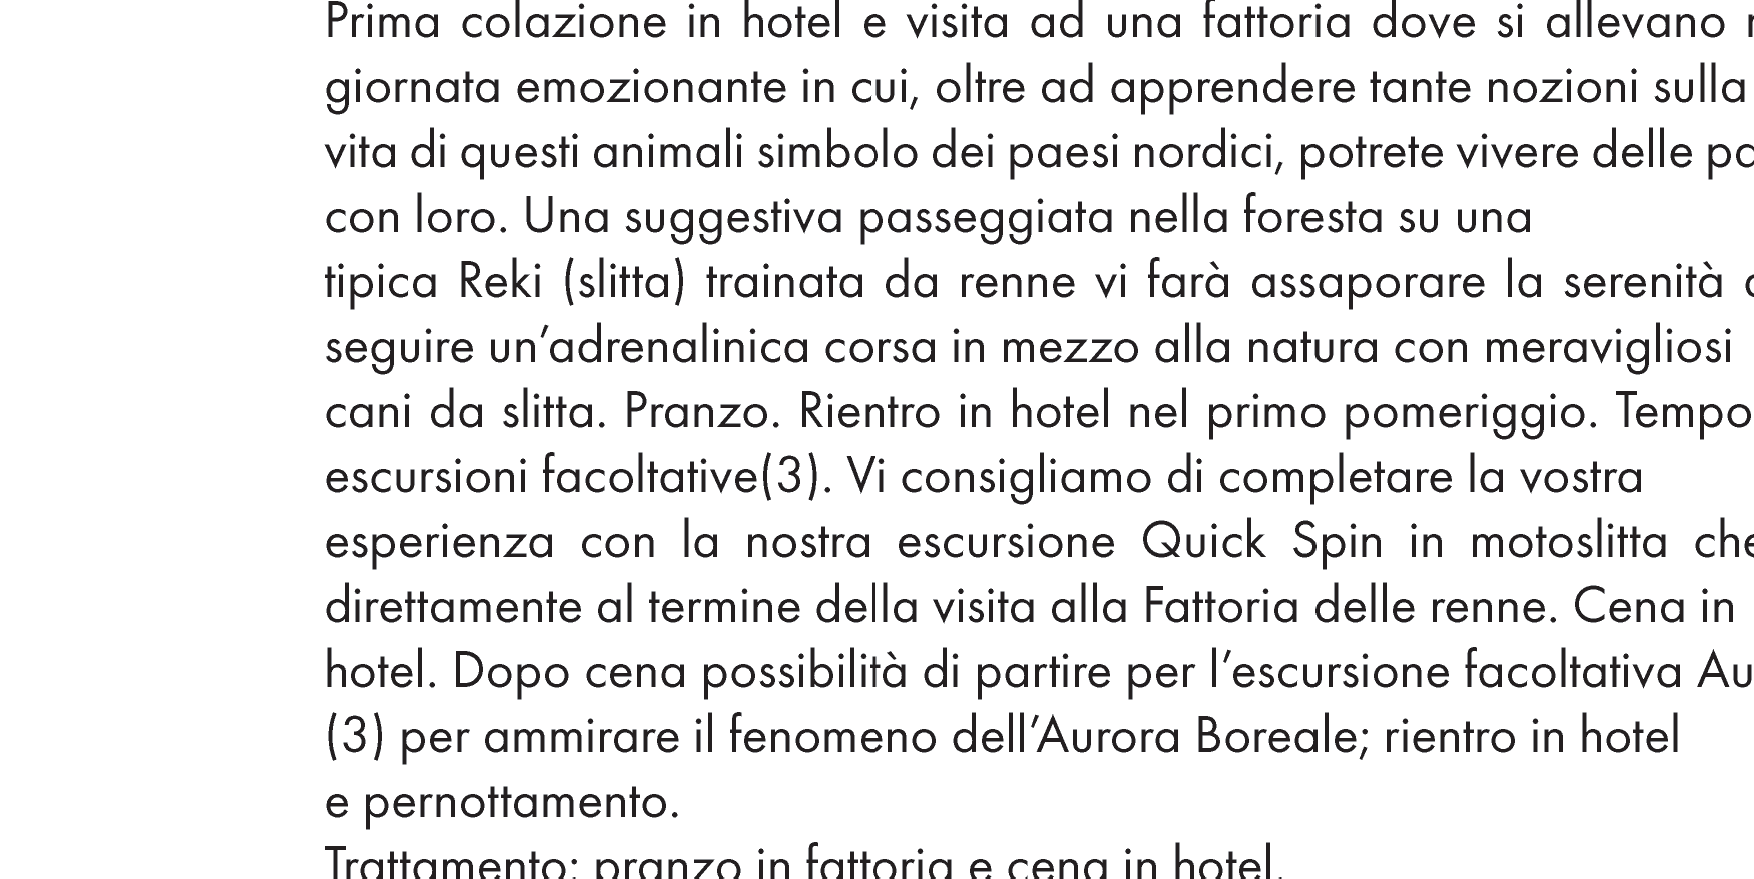 Prima colazione in hotel e visita ad una fattoria dove si allevano
giornata emozionante in cui, oltre ad apprendere tante nozioni sulla
vita di questi animali simbolo dei paesi nordici, potrete vivere delle
con loro. Una suggestiva passeggiata nella foresta su una
tipica Reki (slitta) trainata da renne vi farà assaporare la serenità
seguire un’adrenalinica corsa in mezzo alla natura con meravigliosi
cani da slitta. Pranzo. Rientro in hotel nel primo pomeriggio. Tempo
escursioni facoltative(3). Vi consigliamo di completare la vostra
esperienza con la nostra escursione Quick Spin in motoslitta che
direttamente al termine della visita alla Fattoria delle renne. Cena in
hotel. Dopo cena possibilità di partire per l’escursione facoltativa
(3) per ammirare il fenomeno dell’Aurora Boreale; rientro in hotel
e pernottamento.
Trattamento: pranzo in fattoria e cena in hotel.